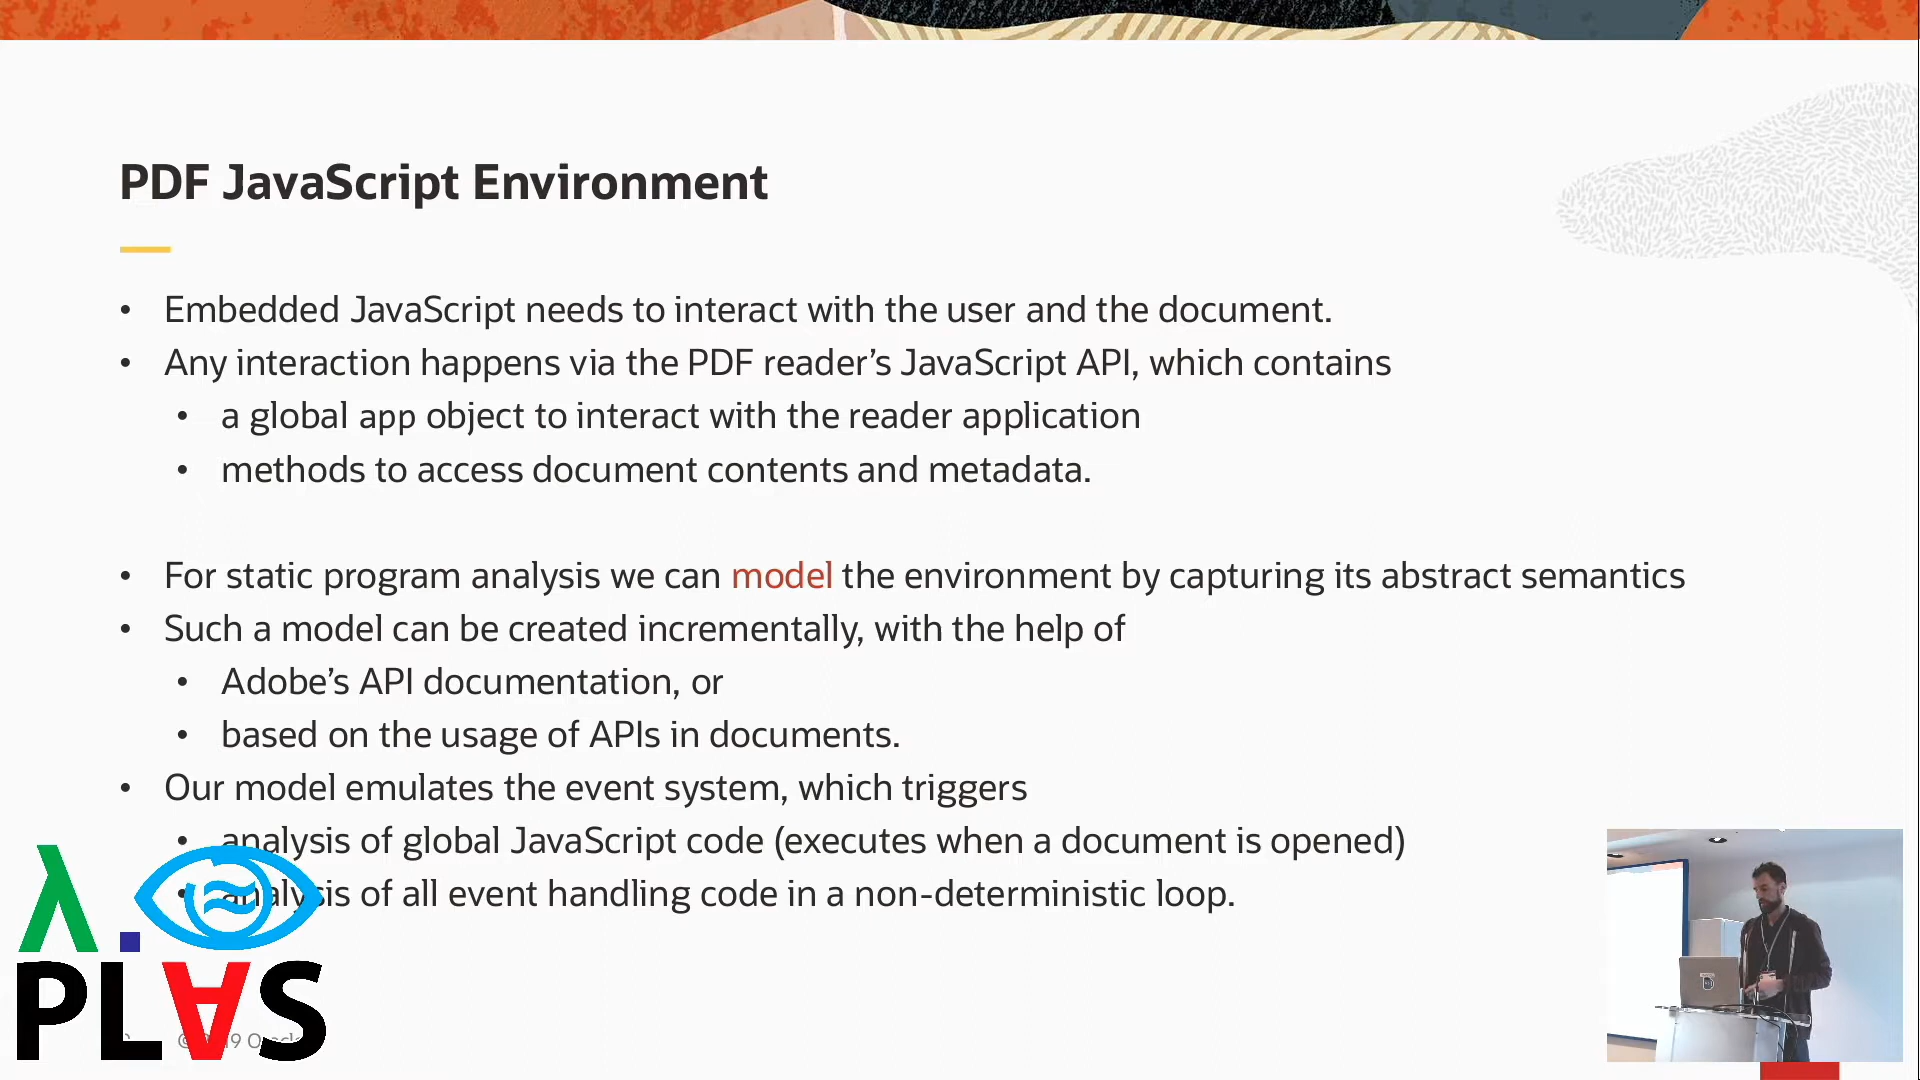 PDF JavaScript Environment
• Embedded JavaScript needs to interact with the user and the document.
• Any interaction happens via the PDF reader’s JavaScript API, which contains
• a global app object to interact with the reader application
• methods to access document contents and metadata.
• For static program analysis we can model the environment by capturing its abstract semantics
• Such a model can be created incrementally, with the help of
• Adobe’s API documentation, or
• based on the usage of APIs in documents.
• Our model emulates the event system, which triggers
• analysis of global JavaScript code (executes when a document is opened)
• analysis of all event handling code in a non-deterministic loop.
λ.
PL∀S